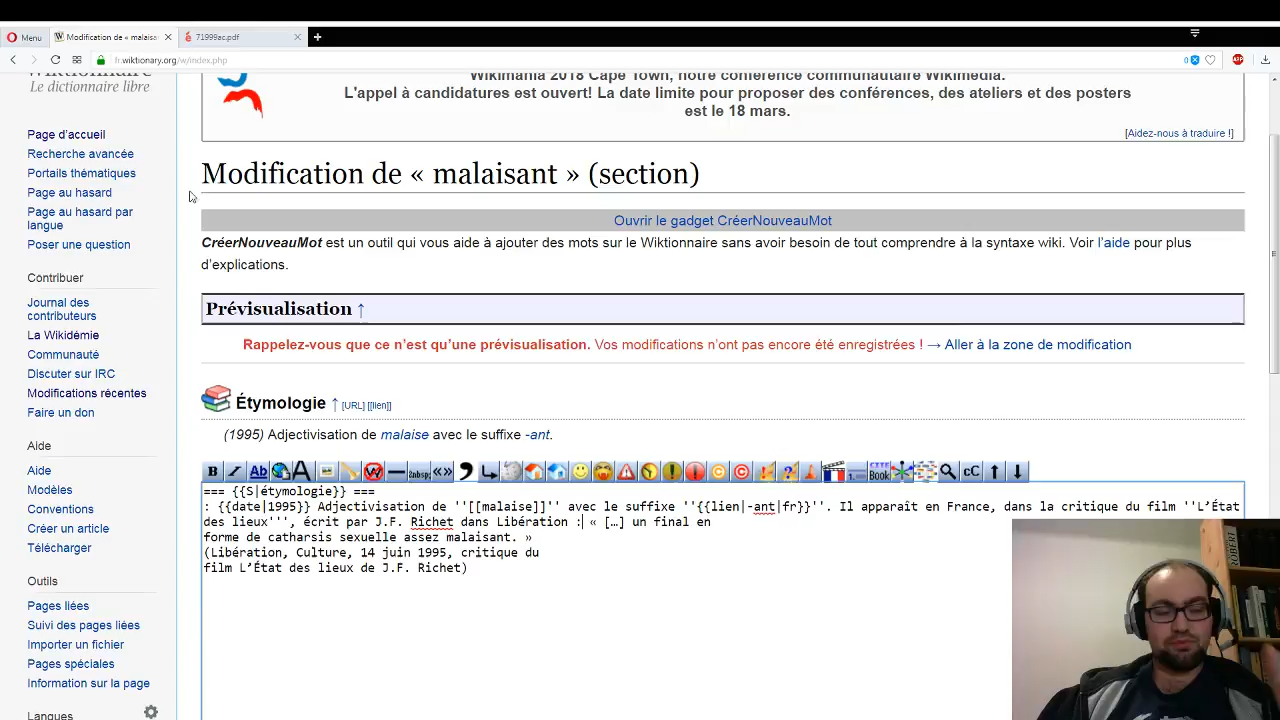 Menu
Modification de « malaisa
71999ac.pdf
fr.wiktionary.org/w/index.php
0
ABP
Wiktionnaire
Le dictionnaire libre
Page d’accueil
Recherche avancée
Portails thématiques
Page au hasard
Page au hasard par
langue
Poser une question
Contribuer
Journal des
contributeurs
La Wikidémie
Communauté
Discuter sur IRC
Modifications récentes
Faire un don
Aide
Aide
Modèles
Conventions
Créer un article
Télécharger
Outils
Pages liées
Suivi des pages liées
Importer un fichier
Pages spéciales
Information sur la page
Langues
Wikimania 2018 Cape Town, notre conférence communautaire Wikimedia.
L'appel à candidatures est ouvert! La date limite pour proposer des conférences, des ateliers et des posters
est le 18 mars.
[Aidez-nous à traduire !]
Modification de « malaisant » (section)
Ouvrir le gadget CréerNouveauMot
CréerNouveauMot est un outil qui vous aide à ajouter des mots sur le Wiktionnaire sans avoir besoin de tout comprendre à la syntaxe wiki. Voir l’aide pour plus
d’explications.
Prévisualisation ↑
Rappelez-vous que ce n’est qu’une prévisualisation. Vos modifications n’ont pas encore été enregistrées ! → Aller à la zone de modification
Étymologie ↑ [URL] [[lien]]
(1995) Adjectivisation de malaise avec le suffixe -ant.
B I Ab A W &nbsp; «» CITE Book cC ↑ ↓
=== {{S|étymologie}} ===
: {{date|1995}} Adjectivisation de ''[[malaise]]'' avec le suffixe ''{{lien|-ant|fr}}''. Il apparaît en France, dans la critique du film ''L’État
des lieux''', écrit par J.F. Richet dans Libération : « […] un final en
forme de catharsis sexuelle assez malaisant. »
(Libération, Culture, 14 juin 1995, critique du
film L’État des lieux de J.F. Richet)